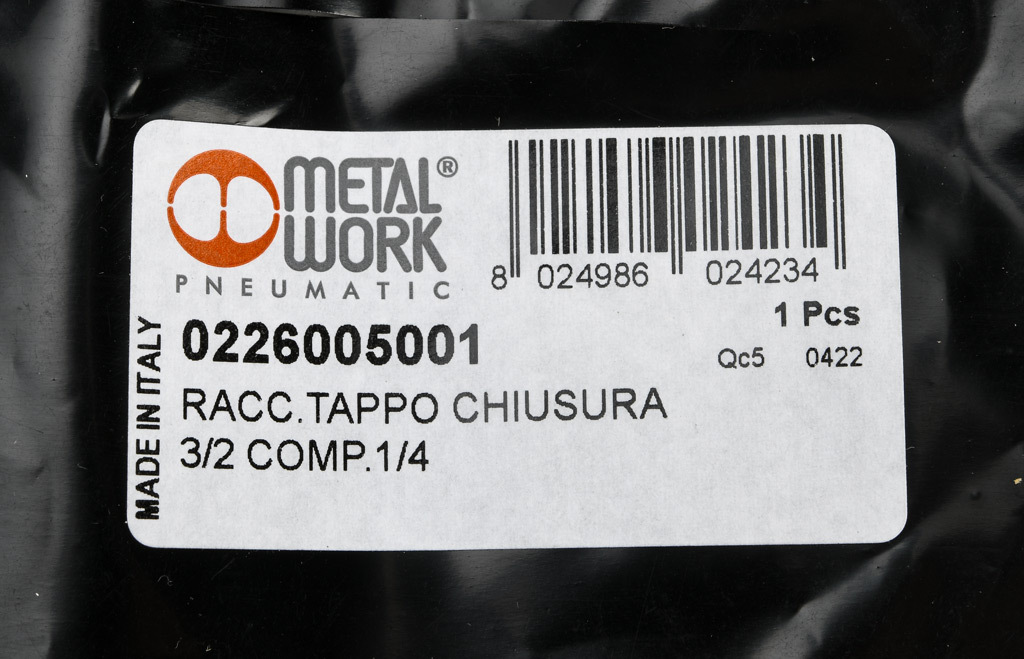 METAL®
WORK
PNEUMATIC
8 024986 024234
1 Pcs
0226005001
Qc5 0422
RACC.TAPPO CHIUSURA
3/2 COMP.1/4
MADE IN ITALY